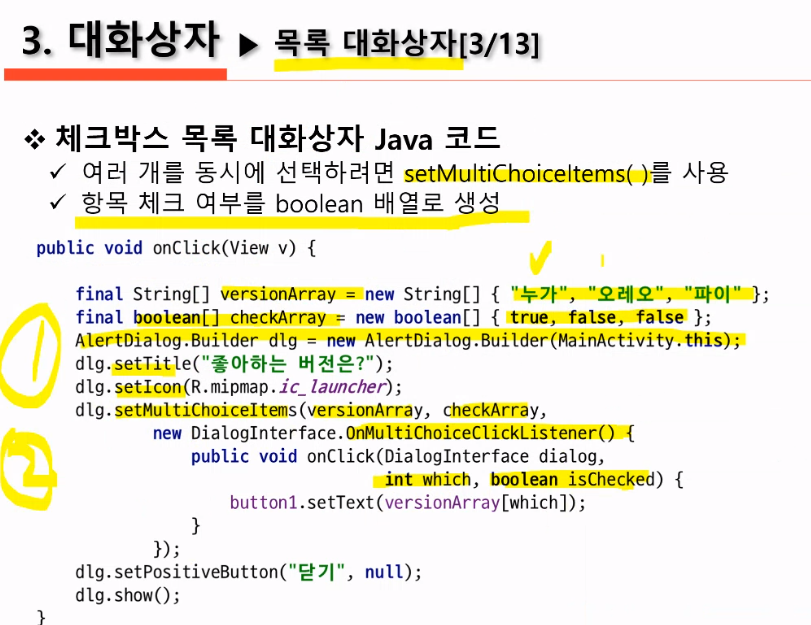 3. 대화상자 ▶ 목록 대화상자[3/13]
❖ 체크박스 목록 대화상자 Java 코드
✓ 여러 개를 동시에 선택하려면 setMultiChoiceItems( )를 사용
✓ 항목 체크 여부를 boolean 배열로 생성
public void onClick(View v) {
final String[] versionArray = new String[] { "누가", "오레오", "파이" };
final boolean[] checkArray = new boolean[] { true, false, false };
AlertDialog.Builder dlg = new AlertDialog.Builder(MainActivity.this);
dlg.setTitle("좋아하는 버전은?");
dlg.setIcon(R.mipmap.ic_launcher);
dlg.setMultiChoiceItems(versionArray, checkArray,
new DialogInterface.OnMultiChoiceClickListener() {
public void onClick(DialogInterface dialog,
int which, boolean isChecked) {
button1.setText(versionArray[which]);
}
});
dlg.setPositiveButton("닫기", null);
dlg.show();
}
1
2